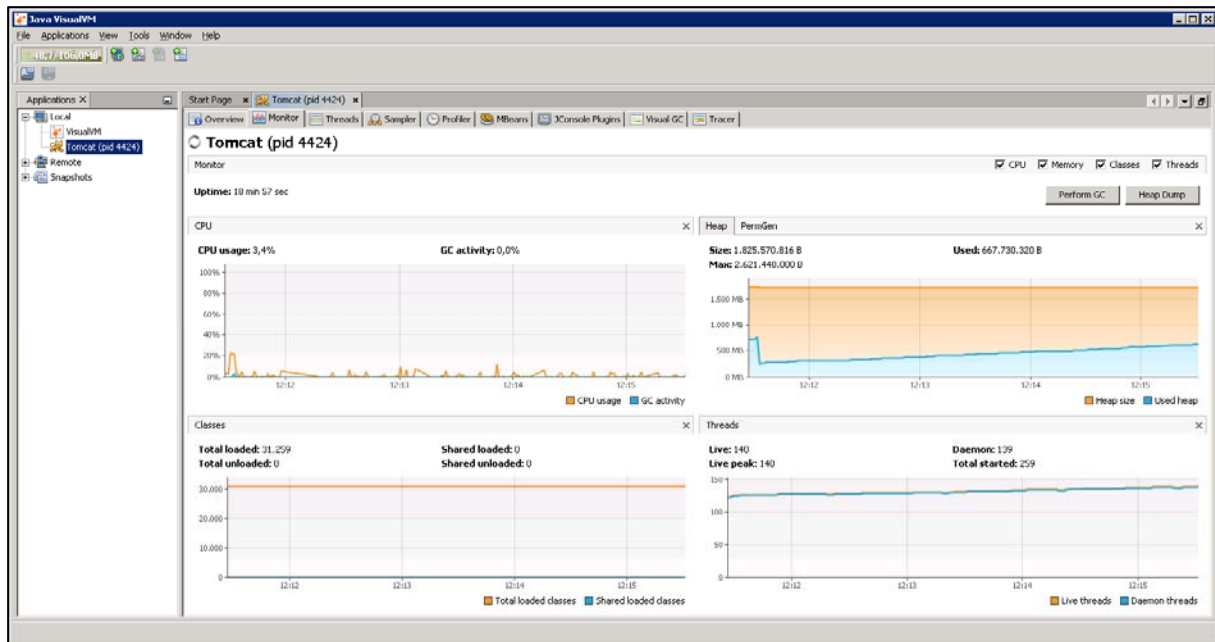 Java VisualVM
File Applications View Tools Window Help
Applications
Start Page Tomcat (pid 4424)
Local
VisualVM
Tomcat (pid 4424)
Remote
Snapshots
Overview Monitor Threads Sampler Profiler MBeans JConsole Plugins Visual GC Tracer
Tomcat (pid 4424)
Monitor CPU Memory Classes Threads
Uptime: 10 min 57 sec Perform GC Heap Dump
CPU
CPU usage: 3,4% GC activity: 0,0%
100%
80%
60%
40%
20%
0%
12:12 12:13 12:14 12:15
CPU usage GC activity
Heap PermGen
Size: 1.825.570.816 B Used: 667.730.320 B
Max: 2.621.440.000 B
1.500 MB
1.000 MB
500 MB
0 MB
12:12 12:13 12:14 12:15
Heap size Used heap
Classes
Total loaded: 31.259 Shared loaded: 0
Total unloaded: 0 Shared unloaded: 0
30.000
20.000
10.000
0
12:12 12:13 12:14 12:15
Total loaded classes Shared loaded classes
Threads
Live: 140 Daemon: 139
Live peak: 140 Total started: 259
150
100
50
0
12:12 12:13 12:14 12:15
Live threads Daemon threads